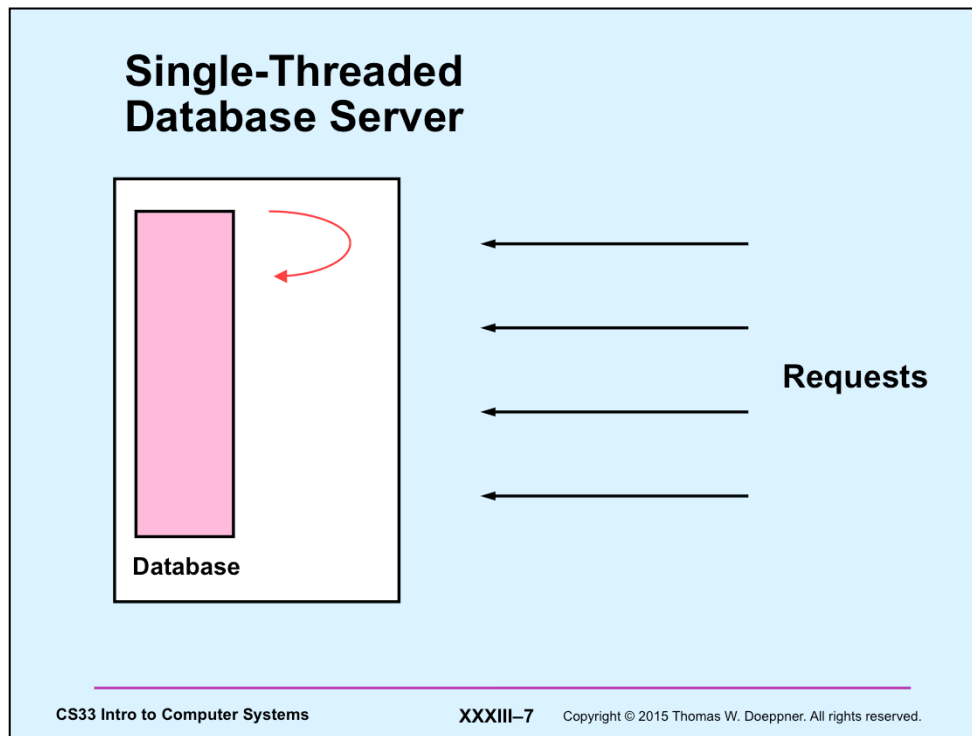 Single-Threaded
Database Server
Requests
Database
CS33 Intro to Computer Systems
XXXIII–7
Copyright © 2015 Thomas W. Doeppner. All rights reserved.